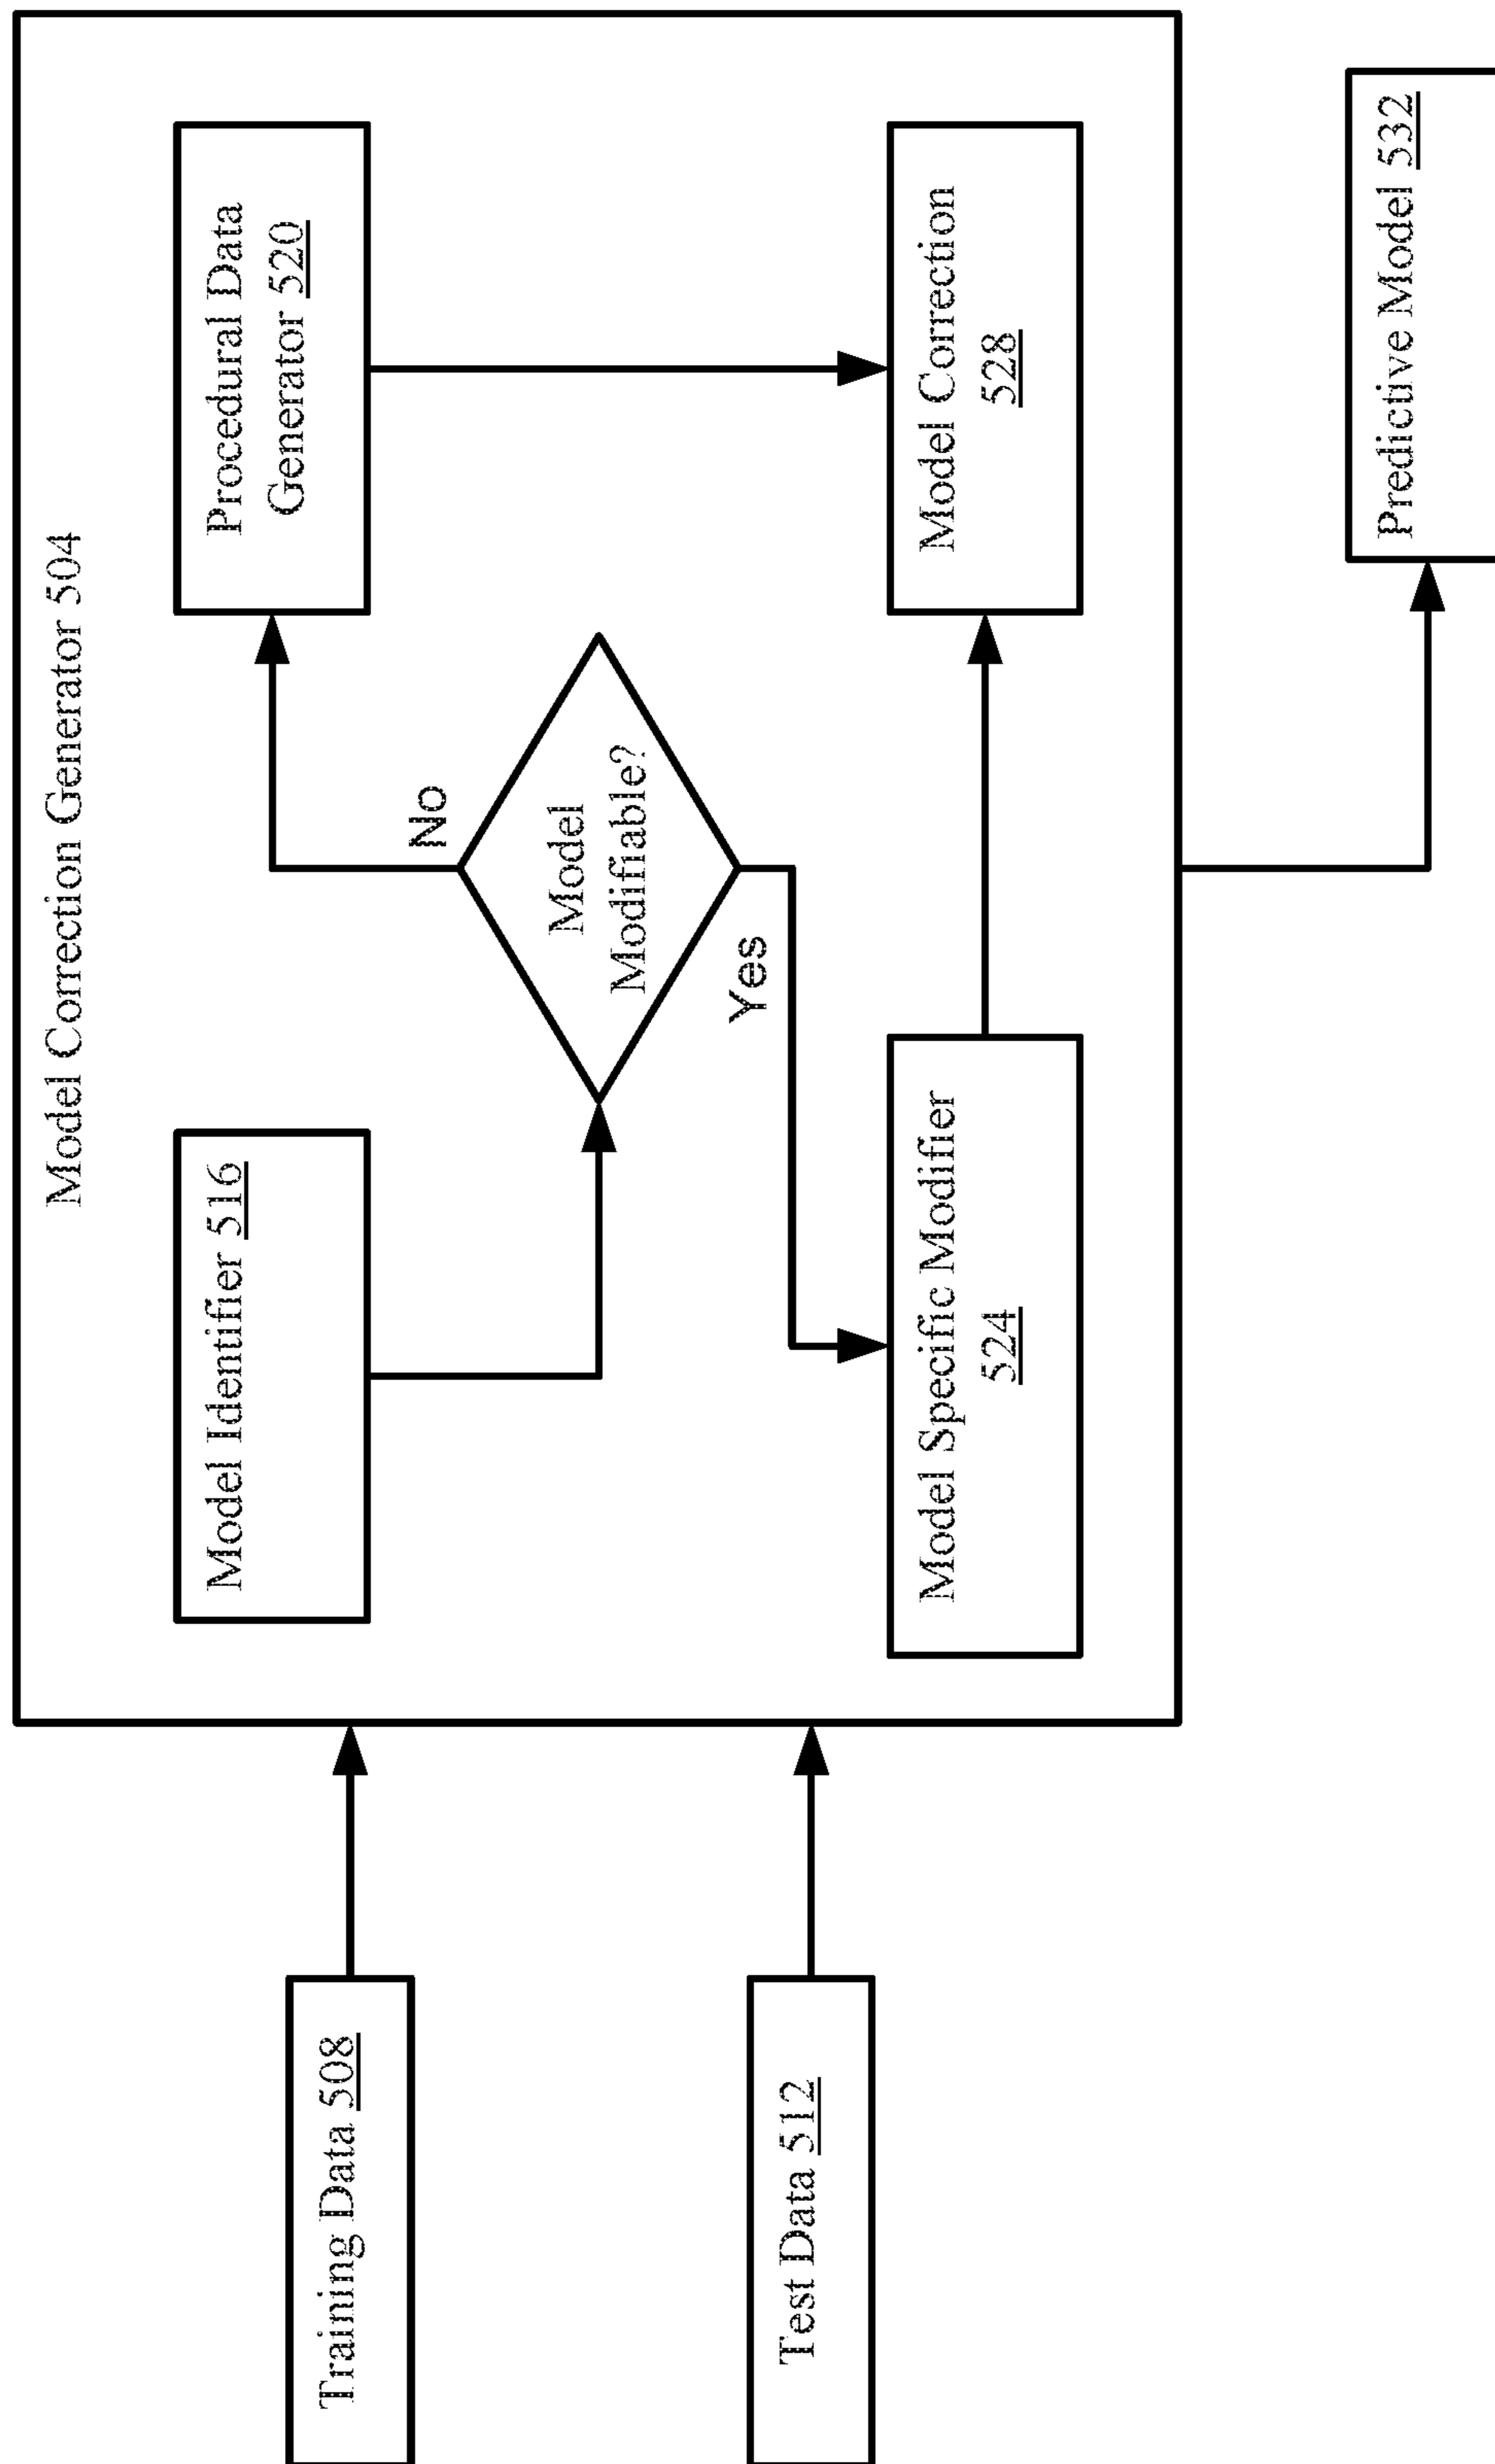 Model Correction Generator 504
Training Data 508
Test Data 512
Model Identifier 516
Procedural Data
Generator 520
No
Model
Modifiable?
Yes
Model Specific Modifier
524
Model Correction
528
Predictive Model 532